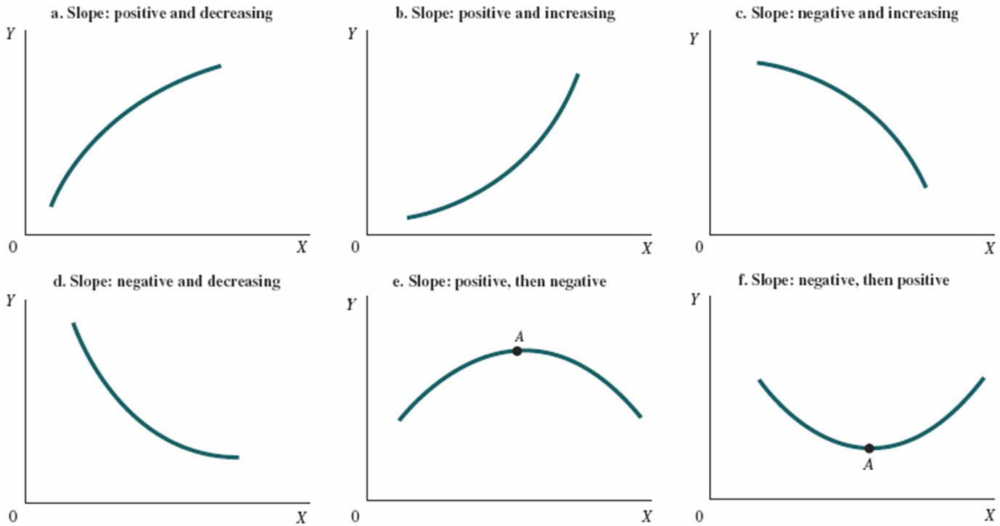 a. Slope: positive and decreasing
Y
0
X
b. Slope: positive and increasing
Y
0
X
c. Slope: negative and increasing
Y
0
X
d. Slope: negative and decreasing
Y
0
X
e. Slope: positive, then negative
Y
A
0
X
f. Slope: negative, then positive
Y
A
0
X